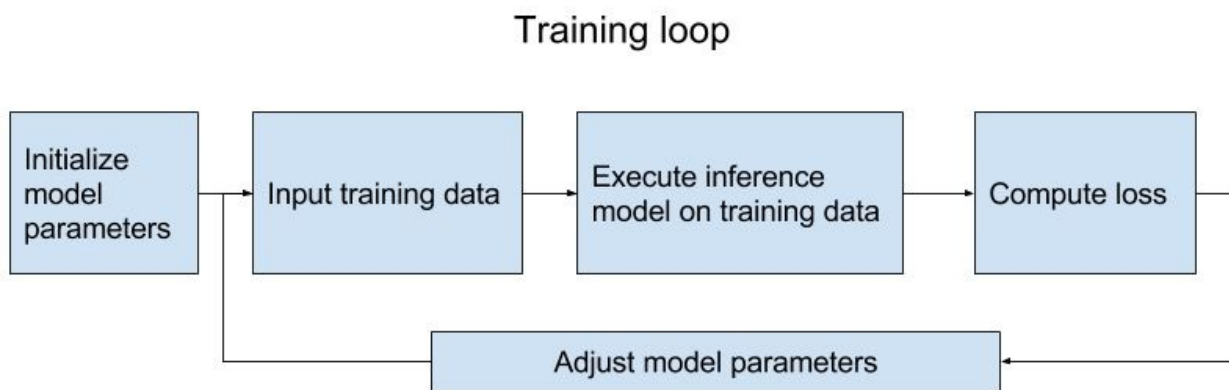 Training loop
Initialize
model
parameters
Input training data
Execute inference
model on training data
Compute loss
Adjust model parameters